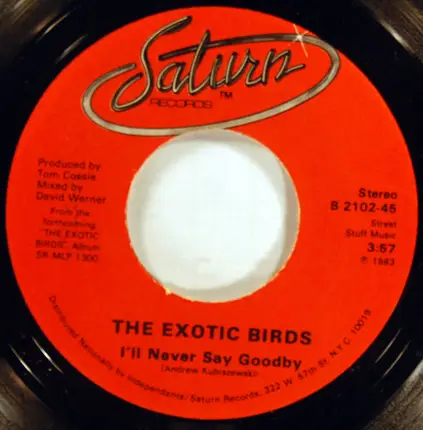 Saturn
RECORDS ™
Produced by
Tom Cossie
Mixed by
David Werner
From the
forthcoming
"THE EXOTIC
BIRDS" Album
SR-MLP 1300
Stereo
B 2102-45
Street
Stuff Music
3:57
℗ 1983
THE EXOTIC BIRDS
I'll Never Say Goodby
(Andrew Kubiszewski)
Distributed Nationally by Independents/ Saturn Records, 322 W. 57th St., N.Y.C. 10019